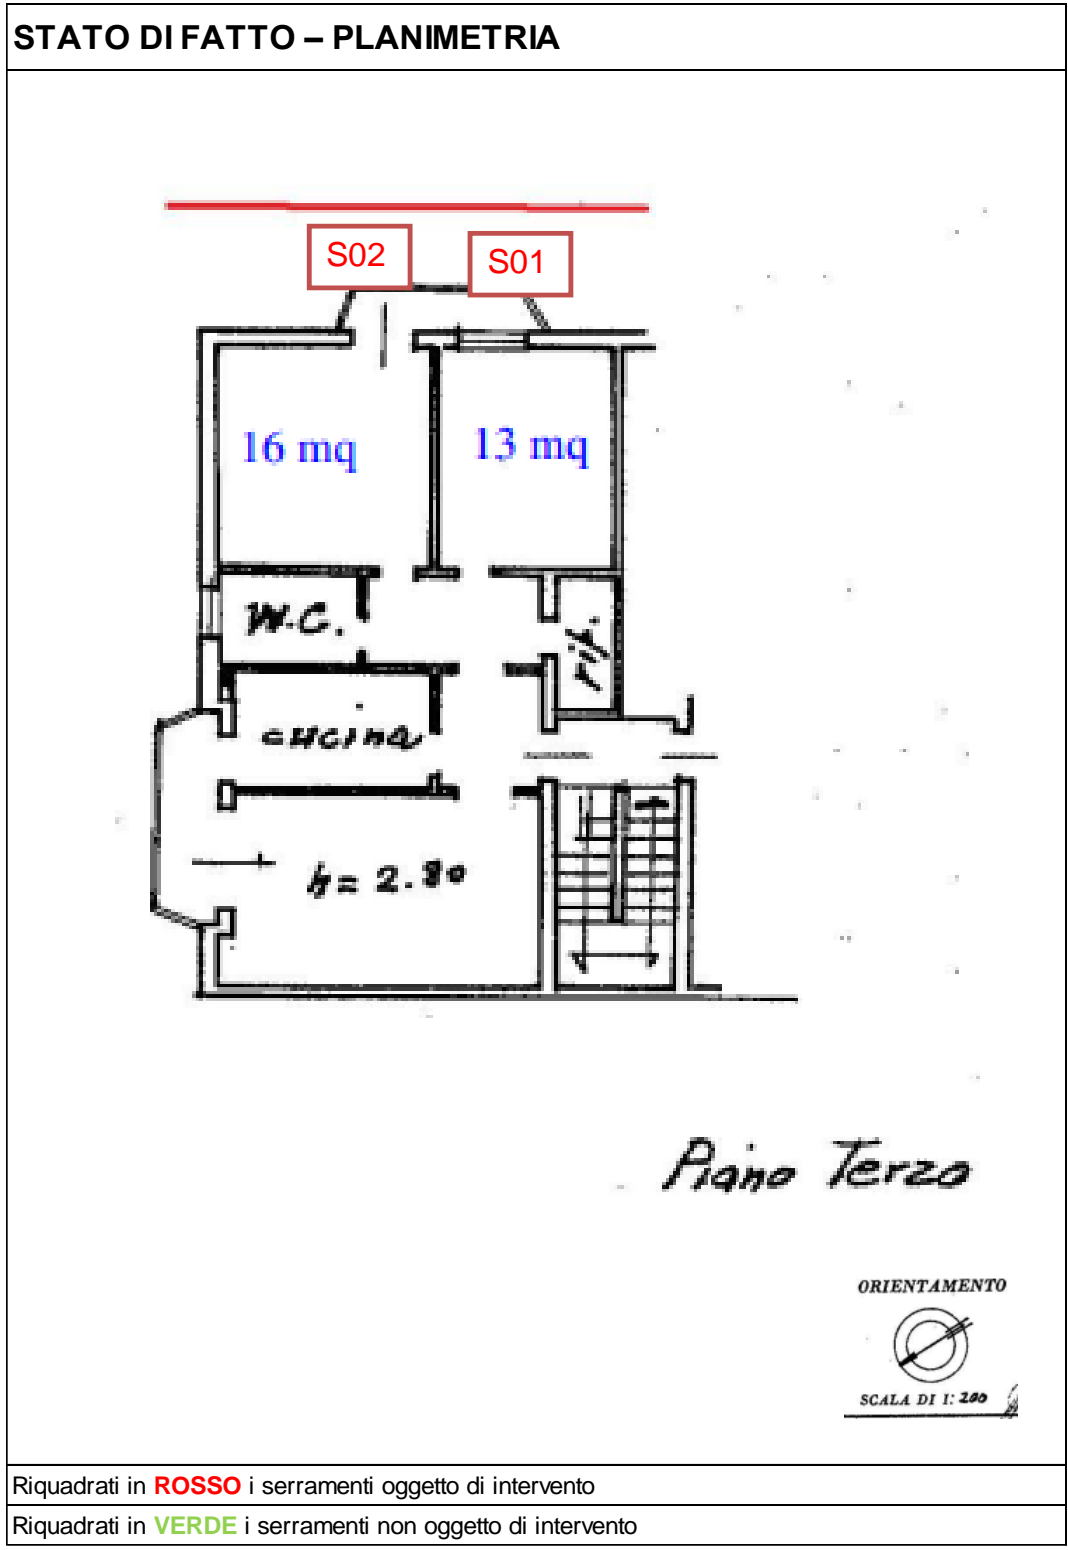 STATO DI FATTO – PLANIMETRIA
S02
S01
16 mq
13 mq
W.C.
rip.
cucina
h = 2.80
Piano Terzo
ORIENTAMENTO
SCALA DI 1: 200
Riquadrati in ROSSO i serramenti oggetto di intervento
Riquadrati in VERDE i serramenti non oggetto di intervento